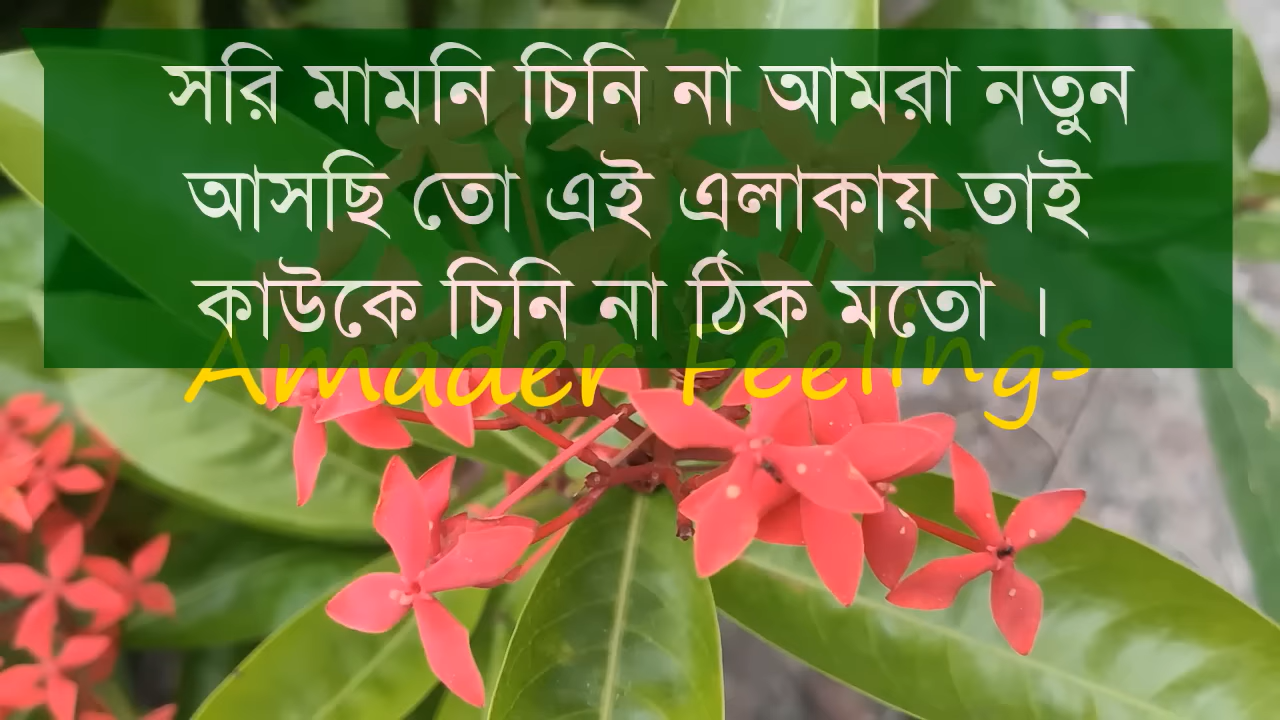 সরি মামনি চিনি না আমরা নতুন
আসছি তো এই এলাকায় তাই
কাউকে চিনি না ঠিক মতো ।
Amader Feelings